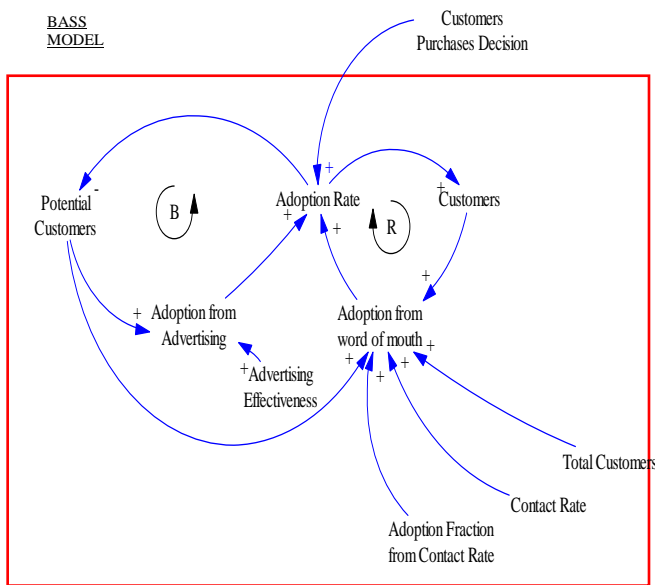 BASS
MODEL
Customers
Purchases Decision
Potential
Customers
-
B
Adoption Rate
+
+
+
R
+
Customers
+
Adoption from
Advertising
+
Adoption from
word of mouth
+
+
+
+
+
Advertising
Effectiveness
Total Customers
Contact Rate
Adoption Fraction
from Contact Rate